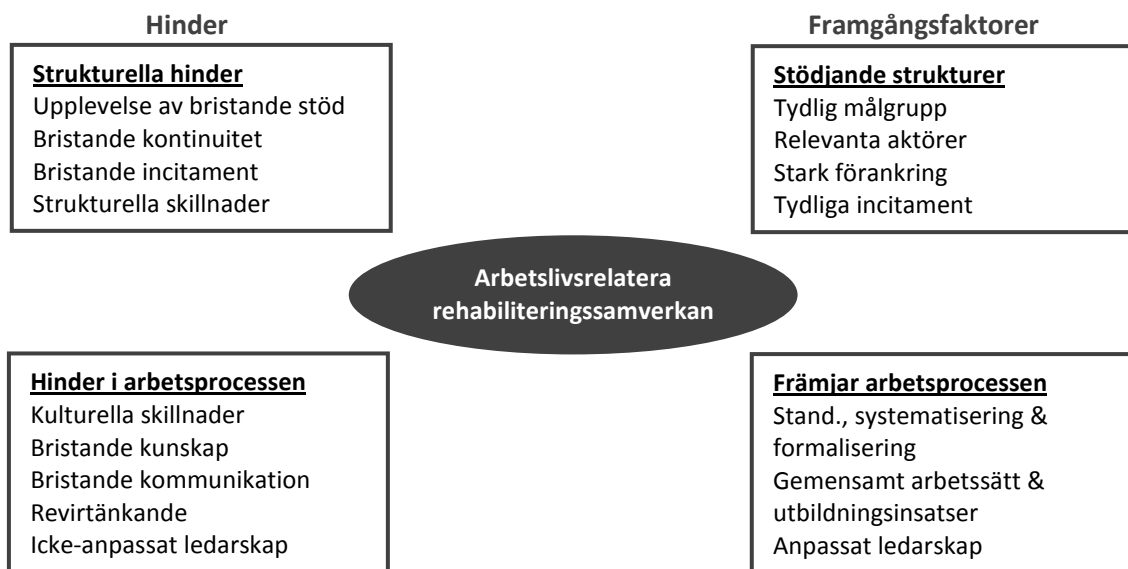 Hinder
Strukturella hinder
Upplevelse av bristande stöd
Bristande kontinuitet
Bristande incitament
Strukturella skillnader
Framgångsfaktorer
Stödjande strukturer
Tydlig målgrupp
Relevanta aktörer
Stark förankring
Tydliga incitament
Arbetslivsrelatera
rehabiliteringssamverkan
Hinder i arbetsprocessen
Kulturella skillnader
Bristande kunskap
Bristande kommunikation
Revirtänkande
Icke-anpassat ledarskap
Främjar arbetsprocessen
Stand., systematisering &
formalisering
Gemensamt arbetssätt &
utbildningsinsatser
Anpassat ledarskap